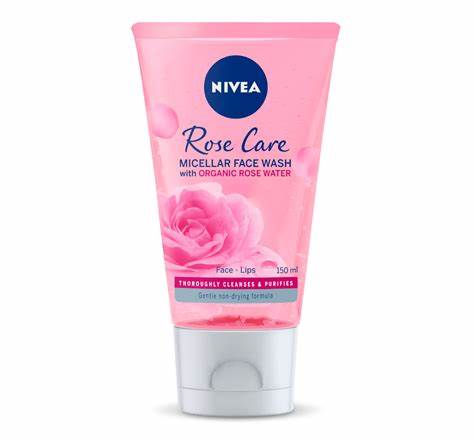 NIVEA
Rose Care
MICELLAR FACE WASH
with ORGANIC ROSE WATER
Face - Lips 150 ml
THOROUGHLY CLEANSES & PURIFIES
Gentle non-drying formula